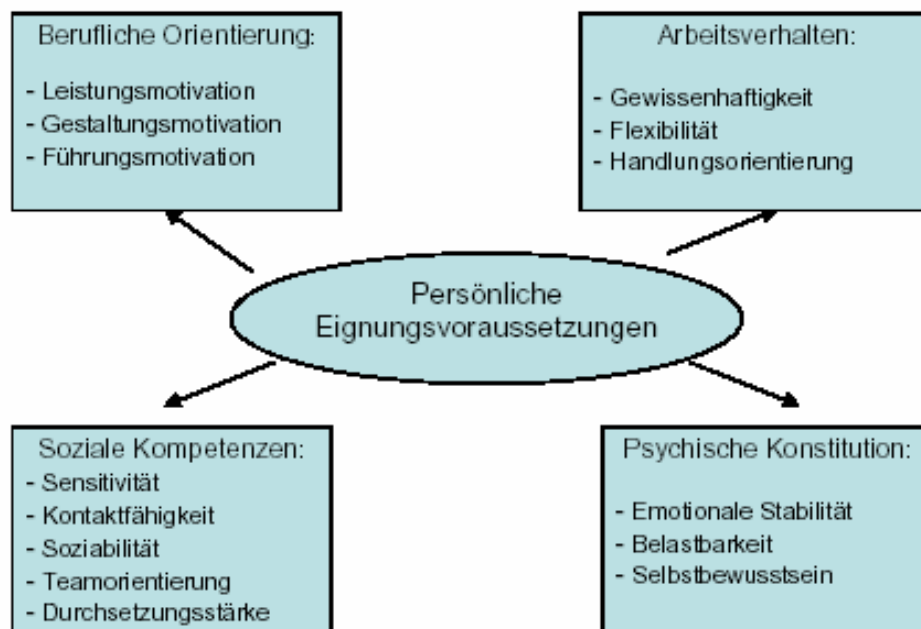 Berufliche Orientierung:
- Leistungsmotivation
- Gestaltungsmotivation
- Führungsmotivation
Arbeitsverhalten:
- Gewissenhaftigkeit
- Flexibilität
- Handlungsorientierung
Persönliche
Eignungsvoraussetzungen
Soziale Kompetenzen:
- Sensitivität
- Kontaktfähigkeit
- Soziabilität
- Teamorientierung
- Durchsetzungsstärke
Psychische Konstitution:
- Emotionale Stabilität
- Belastbarkeit
- Selbstbewusstsein